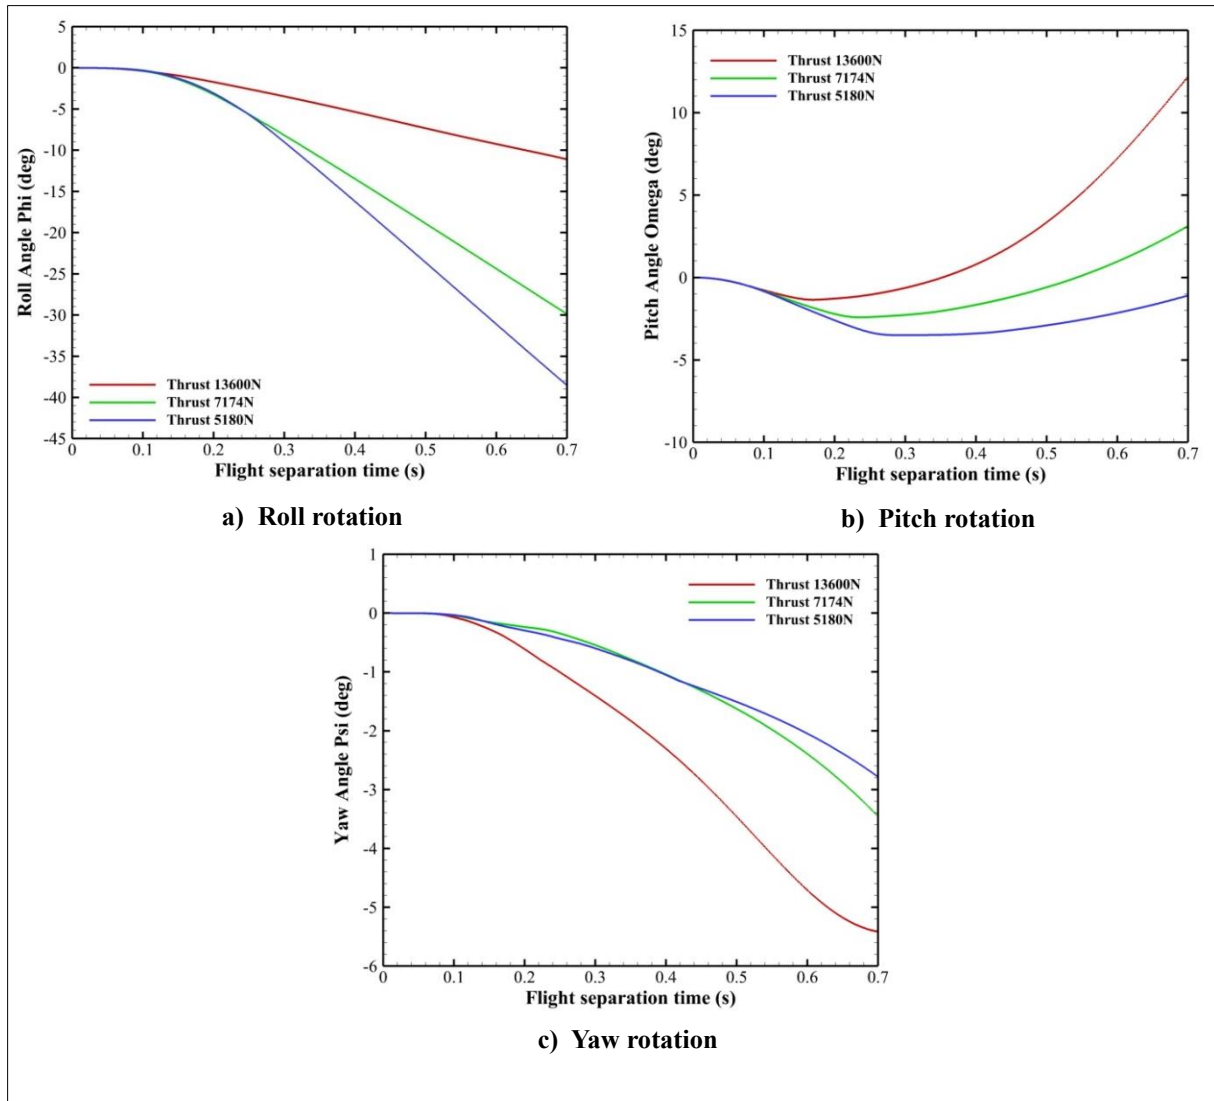 5
0
-5
-10
-15
-20
-25
-30
-35
-40
-45
Roll Angle Phi (deg)
Thrust 13600N
Thrust 7174N
Thrust 5180N
0 0.1 0.2 0.3 0.4 0.5 0.6 0.7
Flight separation time (s)
a) Roll rotation
15
10
5
0
-5
-10
Pitch Angle Omega (deg)
Thrust 13600N
Thrust 7174N
Thrust 5180N
0 0.1 0.2 0.3 0.4 0.5 0.6 0.7
Flight separation time (s)
b) Pitch rotation
1
0
-1
-2
-3
-4
-5
-6
Yaw Angle Psi (deg)
Thrust 13600N
Thrust 7174N
Thrust 5180N
0 0.1 0.2 0.3 0.4 0.5 0.6 0.7
Flight separation time (s)
c) Yaw rotation